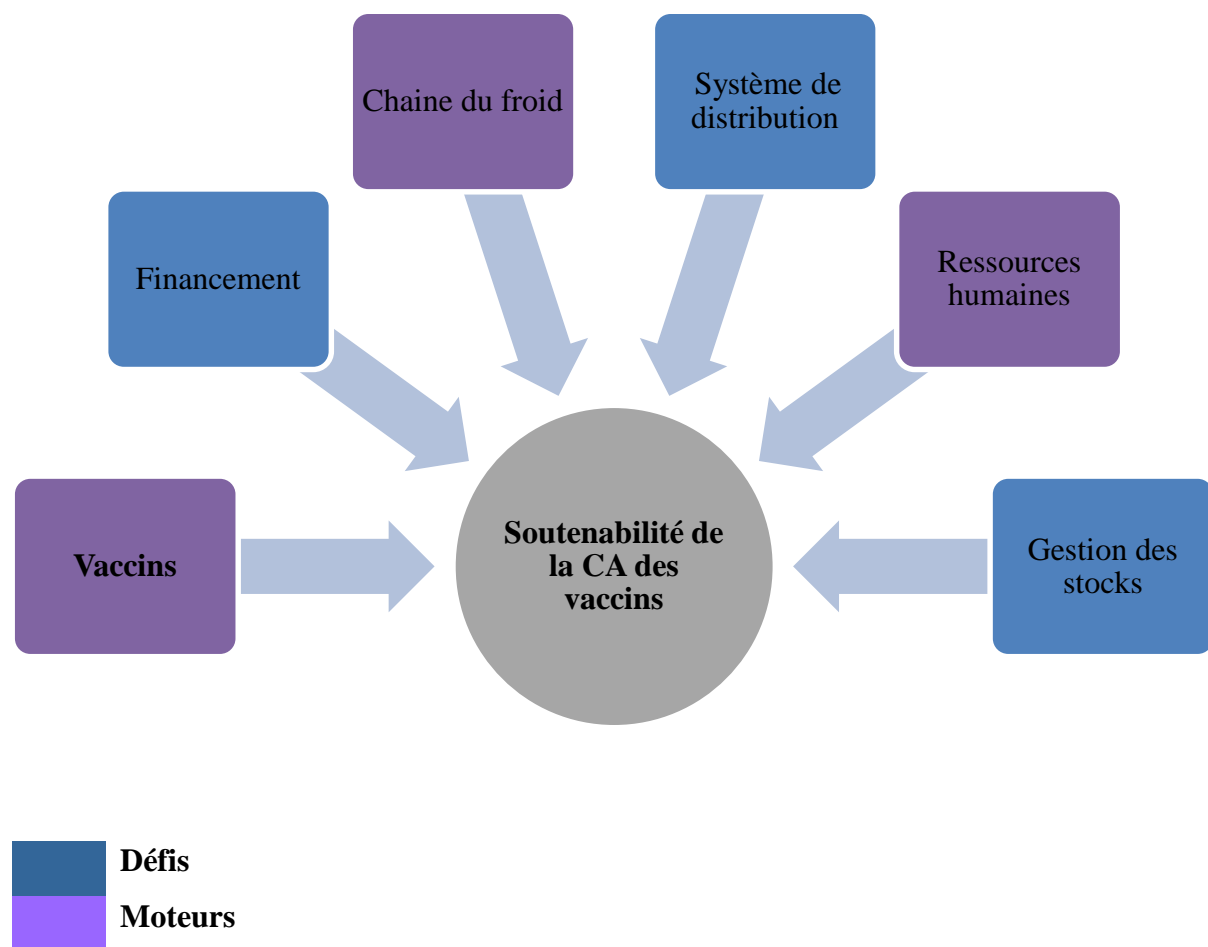 Chaine du froid
Système de
distribution
Financement
Ressources
humaines
Vaccins
Soutenabilité de
la CA des
vaccins
Gestion des
stocks
Défis
Moteurs